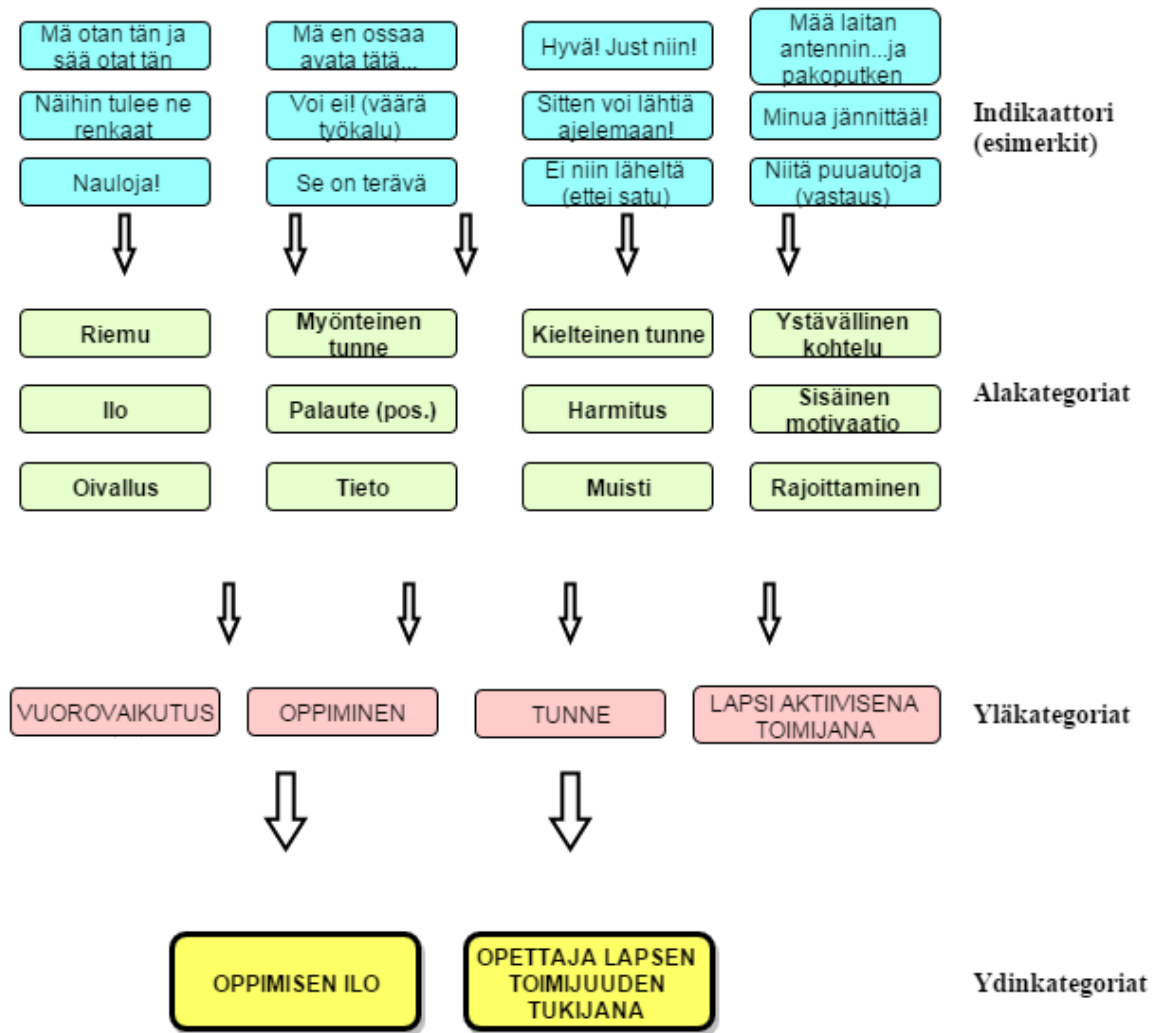 Mä otan tän ja
sää otat tän
Mä en ossaa
avata tätä...
Hyvä! Just niin!
Mää laitan
antennin...ja
pakoputken
Näihin tulee ne
renkaat
Voi ei! (väärä
työkalu)
Sitten voi lähtiä
ajelemaan!
Minua jännittää!
Indikaattori
(esimerkit)
Nauloja!
Se on terävä
Ei niin läheltä
(ettei satu)
Niitä puuautoja
(vastaus)
Riemu
Myönteinen
tunne
Kielteinen tunne
Ystävällinen
kohtelu
Ilo
Palaute (pos.)
Harmitus
Sisäinen
motivaatio
Alakategoriat
Oivallus
Tieto
Muisti
Rajoittaminen
VUOROVAIKUTUS
OPPIMINEN
TUNNE
LAPSI AKTIIVISENA
TOIMIJANA
Yläkategoriat
OPPIMISEN ILO
OPETTAJA LAPSEN
TOIMIJUUDEN
TUKIJANA
Ydinkategoriat